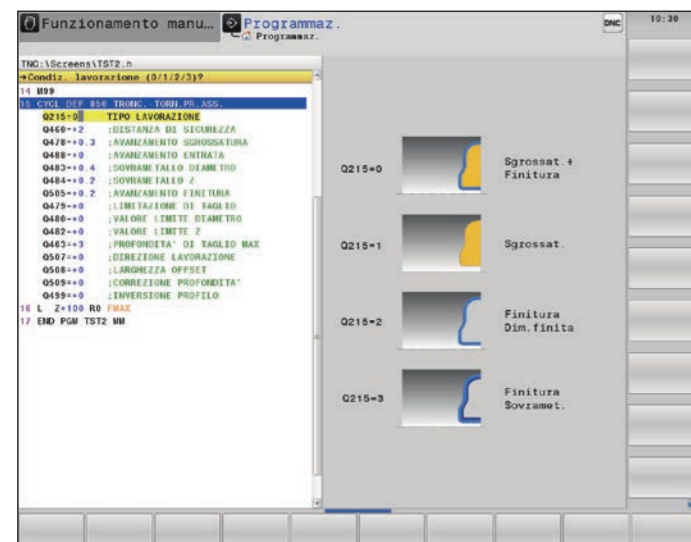 Funzionamento manu...
Programmaz.
Programmaz.
DNC
10:30
TNC:\Screens\TST2.h
→Condiz. lavorazione (0/1/2/3)?
14 M99
15 CYCL DEF 850 TRONC.-TORN.PR.ASS.
Q215=0 TIPO LAVORAZIONE
Q460=+2 ;DISTANZA DI SICUREZZA
Q478=+0.3 ;AVANZAMENTO SGROSSATURA
Q488=+0 ;AVANZAMENTO ENTRATA
Q483=+0.4 ;SOVRAMETALLO DIAMETRO
Q484=+0.2 ;SOVRAMETALLO Z
Q505=+0.2 ;AVANZAMENTO FINITURA
Q479=+0 ;LIMITAZIONE DI TAGLIO
Q480=+0 ;VALORE LIMITE DIAMETRO
Q482=+0 ;VALORE LIMITE Z
Q463=+3 ;PROFONDITA' DI TAGLIO MAX
Q507=+0 ;DIREZIONE LAVORAZIONE
Q508=+0 ;LARGHEZZA OFFSET
Q509=+0 ;CORREZIONE PROFONDITA'
Q499=+0 ;INVERSIONE PROFILO
16 L Z+100 R0 FMAX
17 END PGM TST2 MM
Q215=0
Sgrossat.+
Finitura
Q215=1
Sgrossat.
Q215=2
Finitura
Dim.finita
Q215=3
Finitura
Sovramet.